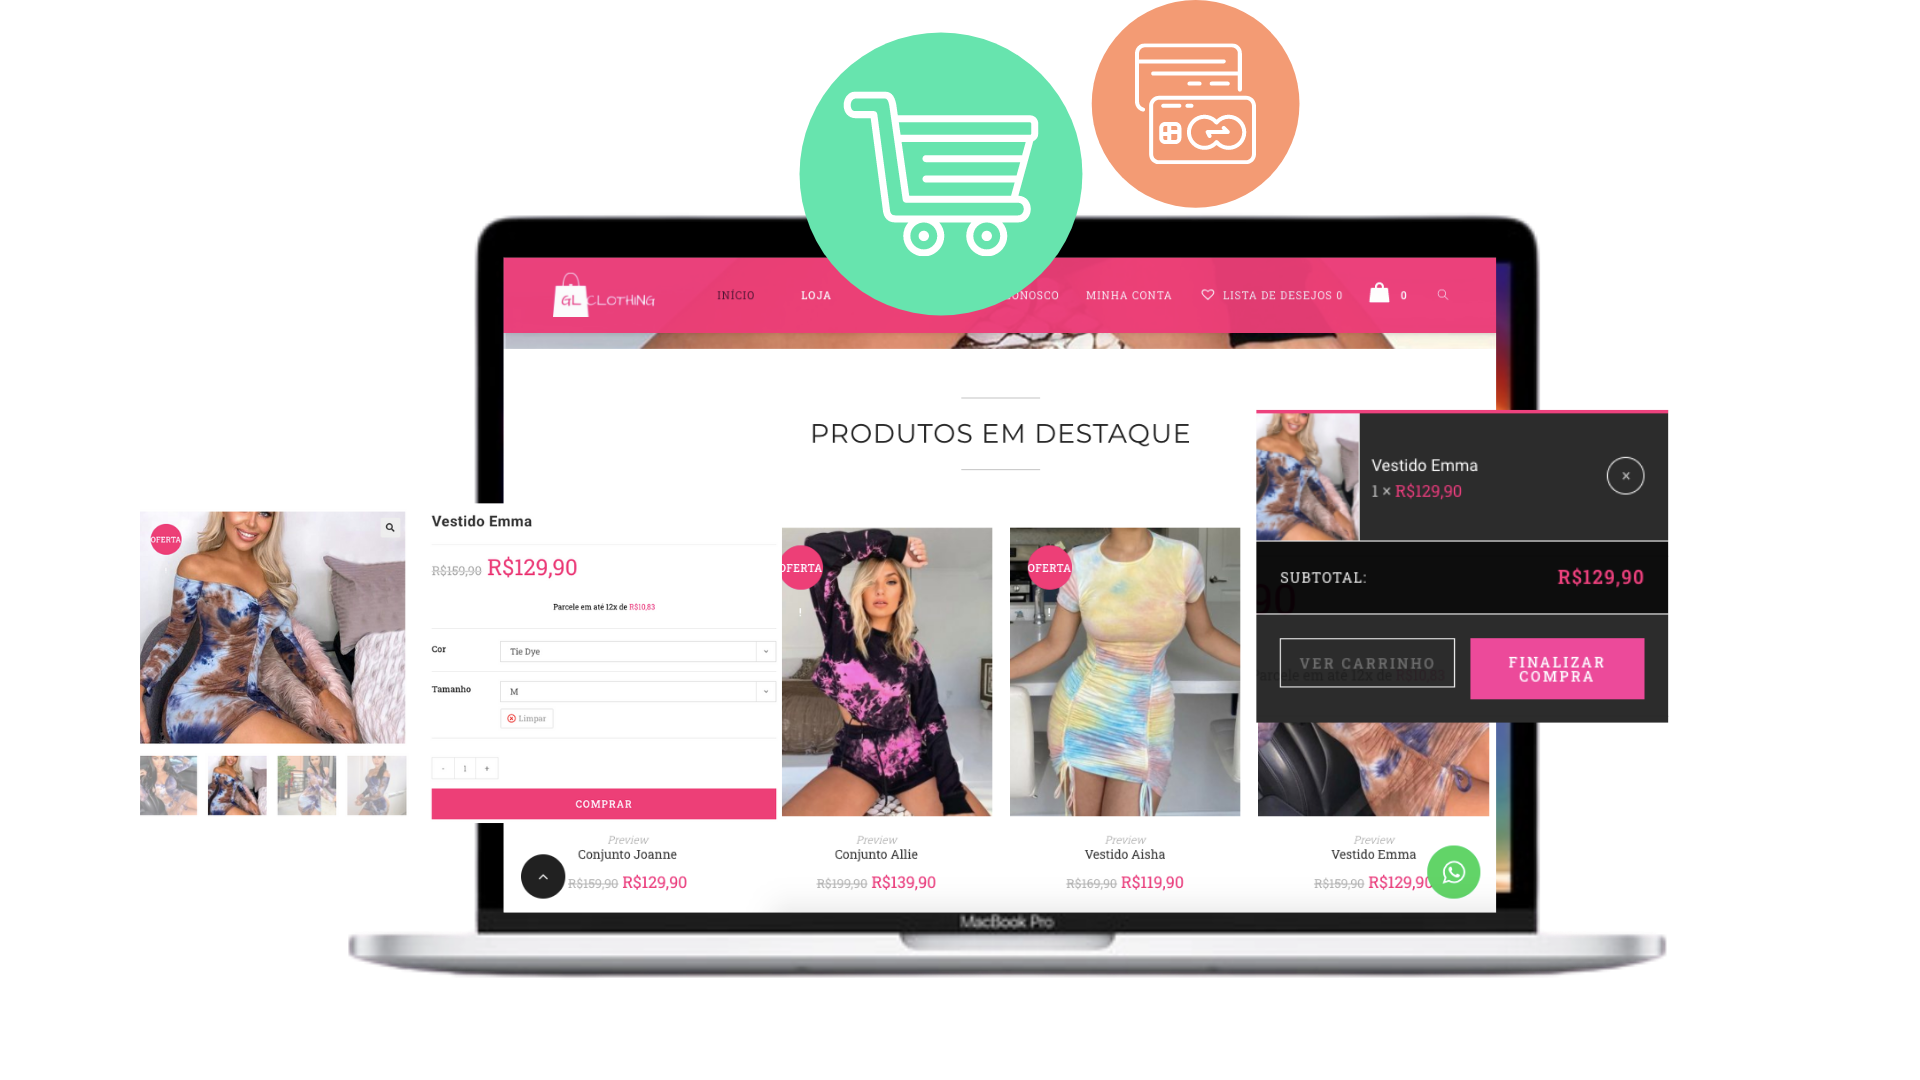 GL CLOTHING
INÍCIO
LOJA
ONOSCO
MINHA CONTA
LISTA DE DESEJOS 0
0
PRODUTOS EM DESTAQUE
Vestido Emma
1 × R$129,90
×
SUBTOTAL:
R$129,90
VER CARRINHO
FINALIZAR
COMPRA
90
OFERTA
Vestido Emma
R$159,90 R$129,90
Parcele em até 12x de R$10,83
Cor
Tie Dye
Tamanho
M
Limpar
- 1 +
COMPRAR
OFERTA
!
OFERTA
!
Preview
Conjunto Joanne
R$159,90 R$129,90
Preview
Conjunto Allie
R$199,90 R$139,90
Preview
Vestido Aisha
R$169,90 R$119,90
Preview
Vestido Emma
R$159,90 R$129,90
MacBook Pro